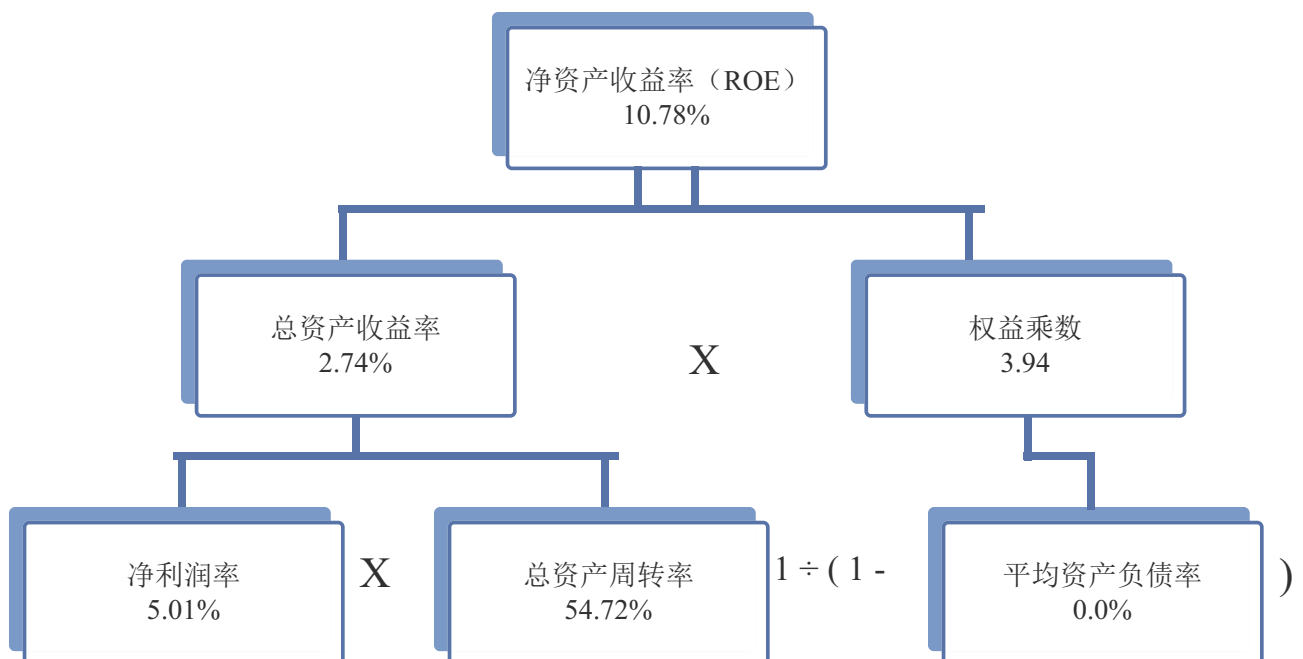 净资产收益率（ROE）
10.78%
总资产收益率
2.74%
X
权益乘数
3.94
净利润率
5.01%
X
总资产周转率
54.72%
1 ÷ ( 1 -
平均资产负债率
0.0%
)